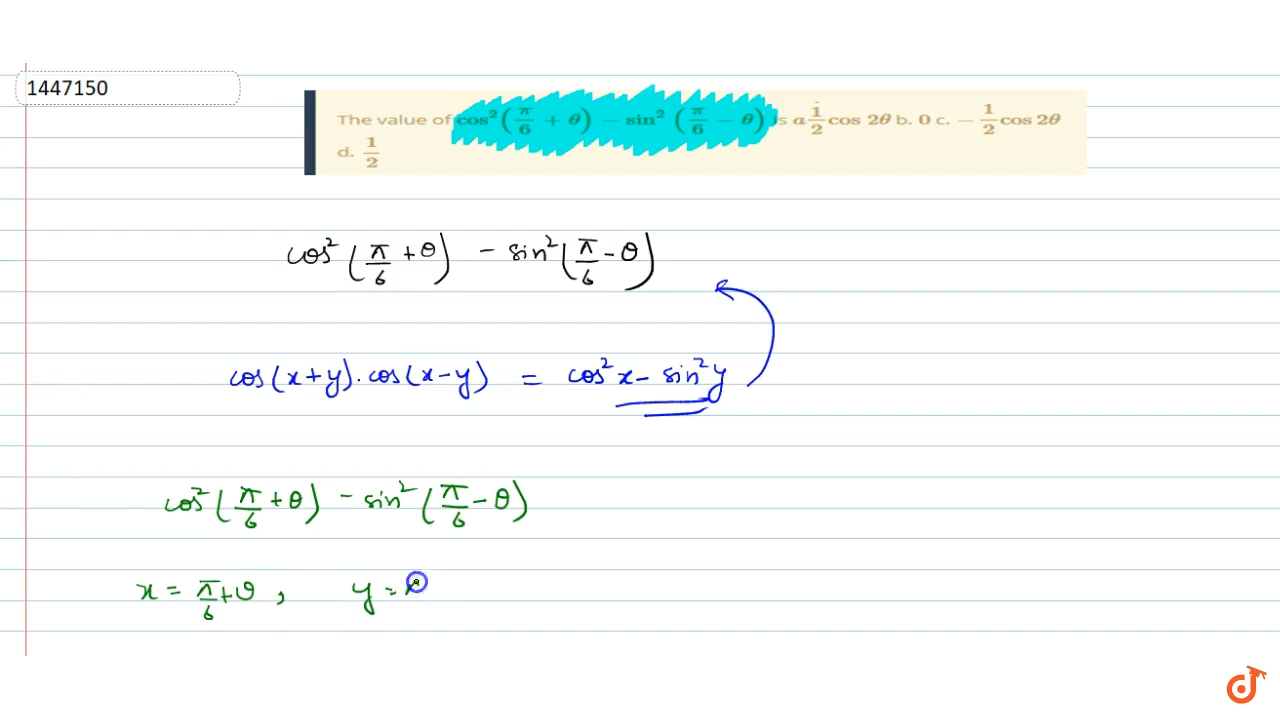 1447150
The value of cos²(π/6 + θ) − sin²(π/6 − θ) is a 1/2 cos 2θ b. 0 c. − 1/2 cos 2θ
d. 1/2
cos²(π/6 + θ) − sin²(π/6 − θ)
cos(x+y).cos(x−y) = cos²x − sin²y
cos²(π/6 + θ) − sin²(π/6 − θ)
x = π/6 + θ , y =